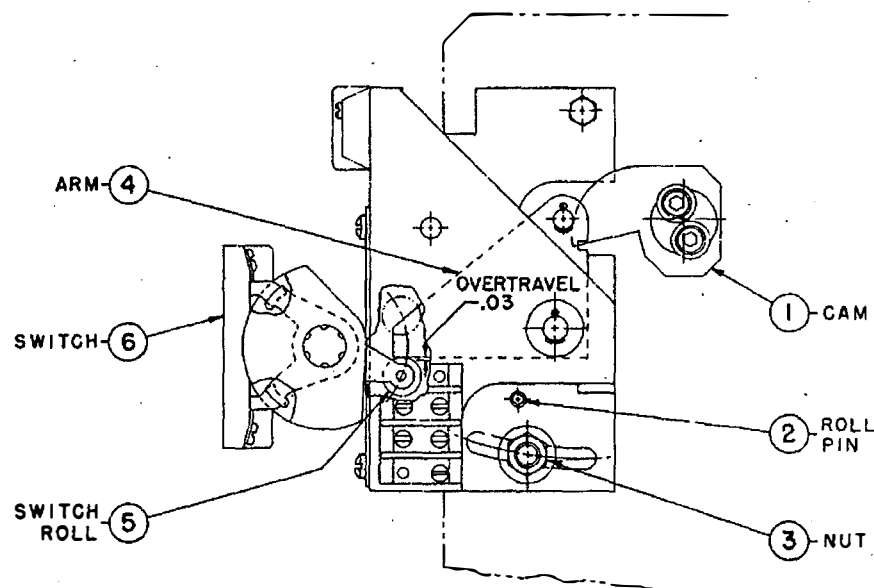 ARM 4
OVERTRAVEL
.03
1 CAM
SWITCH 6
2 ROLL
PIN
SWITCH
ROLL 5
3 NUT